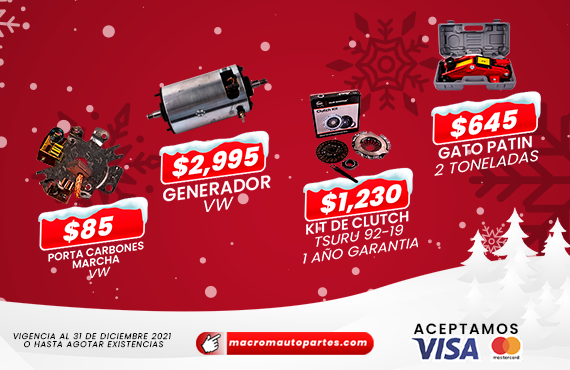 $85
PORTA CARBONES
MARCHA
VW
$2,995
GENERADOR
VW
Clutch Kit
$1,230
KIT DE CLUTCH
TSURU 92-19
1 AÑO GARANTIA
$645
GATO PATIN
2 TONELADAS
VIGENCIA AL 31 DE DICIEMBRE 2021
O HASTA AGOTAR EXISTENCIAS
macromautopartes.com
ACEPTAMOS
VISA
mastercard